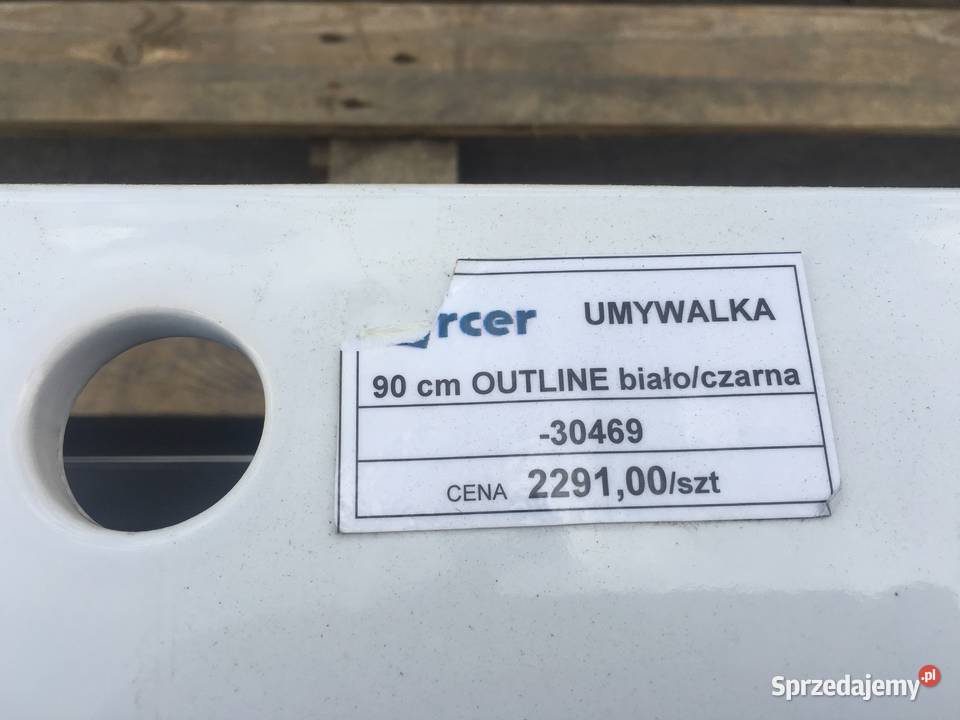 rcer UMYWALKA
90 cm OUTLINE biało/czarna
-30469
CENA 2291,00/szt
Sprzedajemy.pl